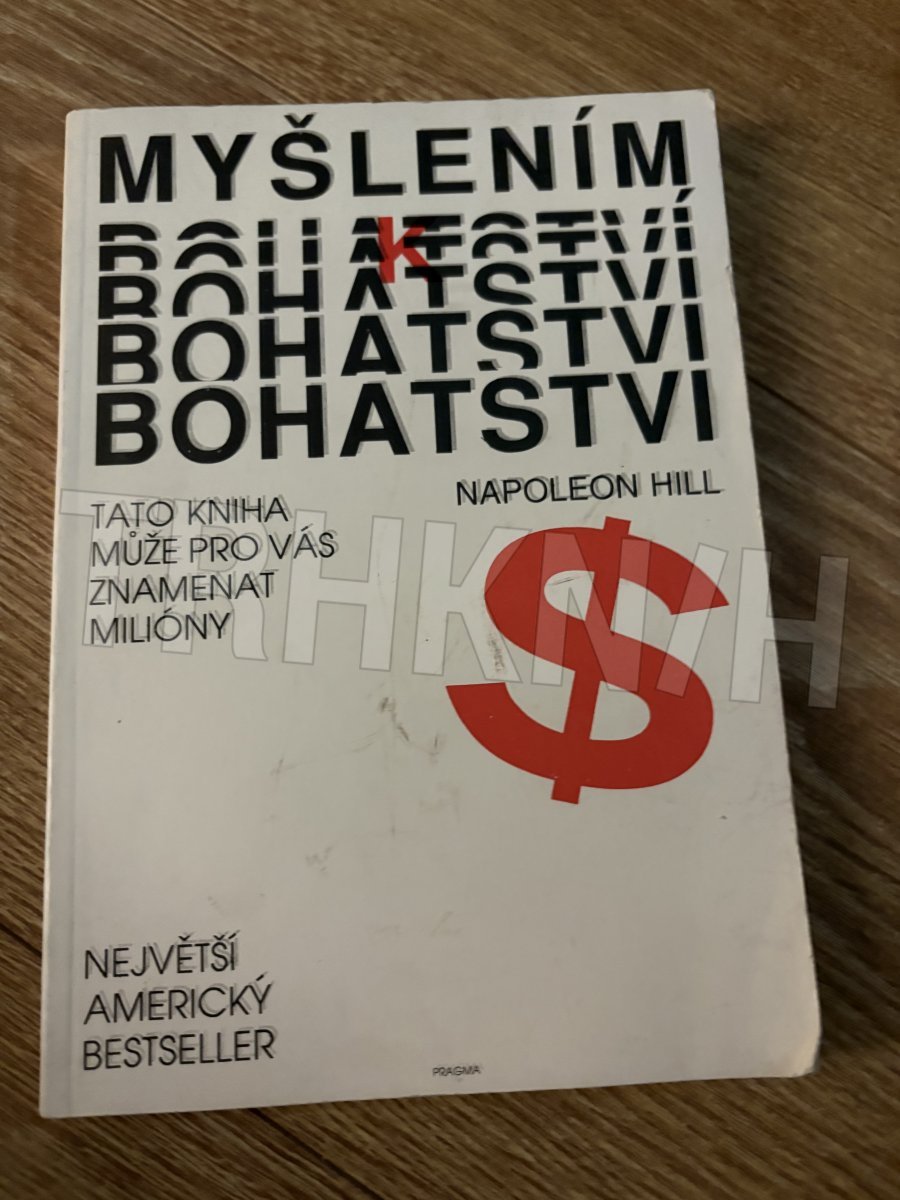 MYŠLENÍM
K
BOHATSTVÍ
BOHATSTVI
BOHATSTVI
BOHATSTVI
NAPOLEON HILL
TATO KNIHA
MŮŽE PRO VÁS
ZNAMENAT
MILIÓNY
$
TRHKNIH
NEJVĚTŠÍ
AMERICKÝ
BESTSELLER
PRAGMA